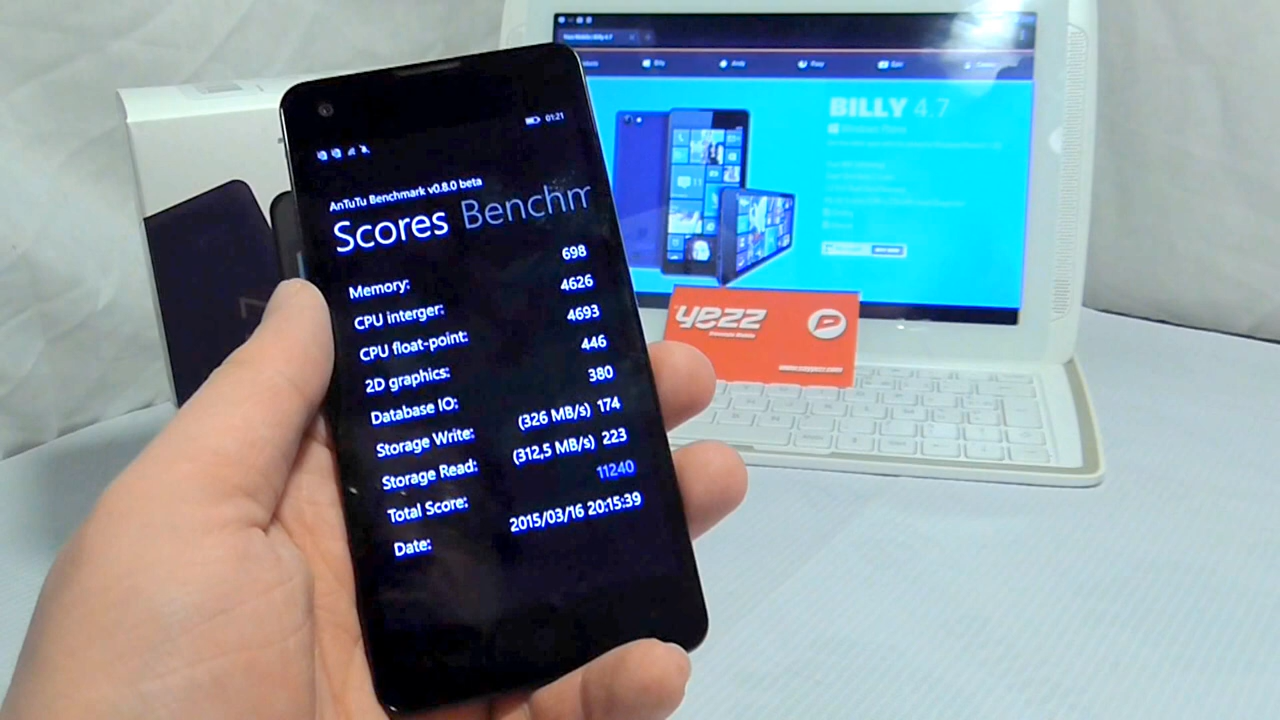 01:21
AnTuTu Benchmark v0.8.0 beta
Scores Benchm
Memory: 698
CPU interger: 4626
CPU float-point: 4693
2D graphics: 446
Database IO: 380
Storage Write: (326 MB/s) 174
Storage Read: (312,5 MB/s) 223
Total Score: 11240
Date: 2015/03/16 20:15:39
Billy
Andy
BILLY 4.7
Windows Phone
yezz